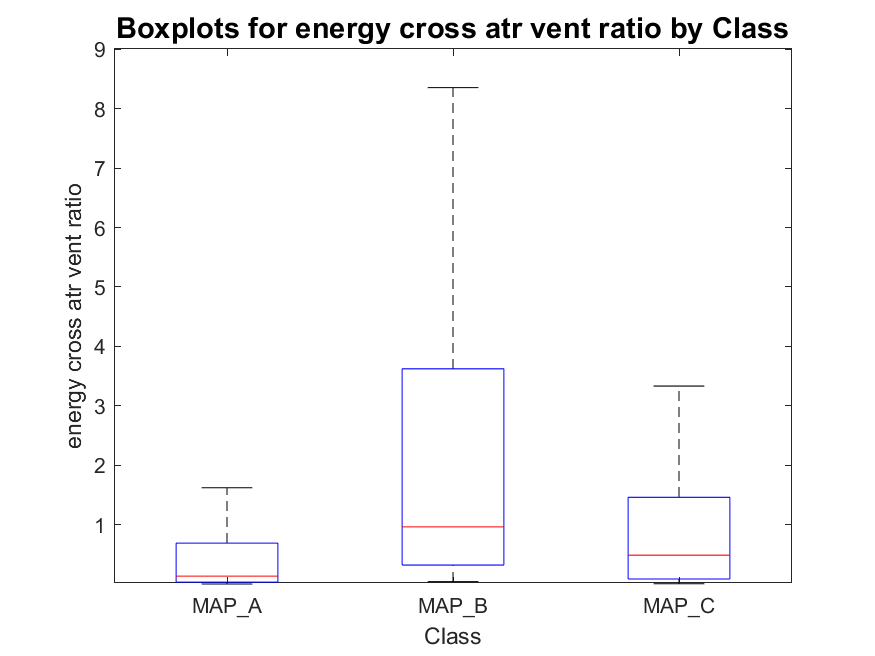 Boxplots for energy cross atr vent ratio by Class
9
8
7
6
5
4
3
2
1
energy cross atr vent ratio
MAP_A MAP_B MAP_C
Class